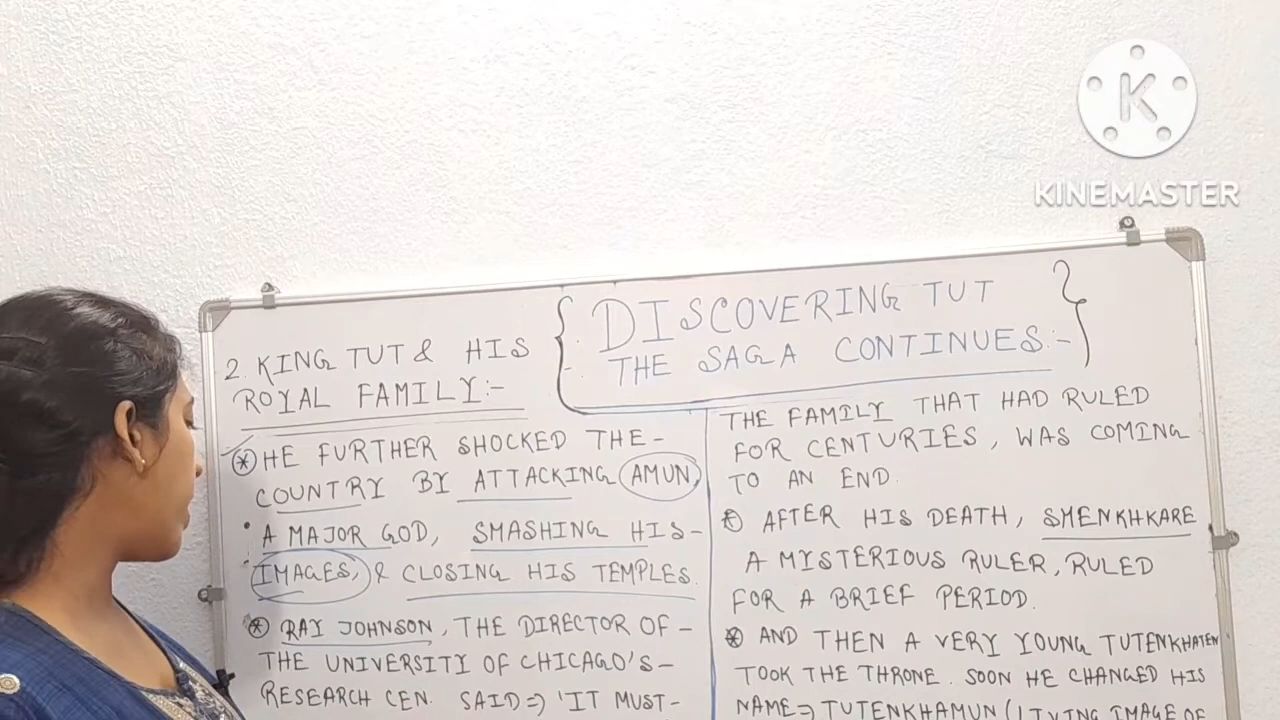 K
KINEMASTER
DISCOVERING TUT
THE SAGA CONTINUES:-
2. KING TUT & HIS
ROYAL FAMILY:-
* HE FURTHER SHOCKED THE-
COUNTRY BY ATTACKING AMUN,
A MAJOR GOD, SMASHING HIS-
IMAGES, & CLOSING HIS TEMPLES.
* RAY JOHNSON, THE DIRECTOR OF-
THE UNIVERSITY OF CHICAGO'S-
RESEARCH CEN. SAID => 'IT MUST-
THE FAMILY THAT HAD RULED
FOR CENTURIES, WAS COMING
TO AN END.
* AFTER HIS DEATH, SMENKHKARE
A MYSTERIOUS RULER, RULED
FOR A BRIEF PERIOD.
* AND THEN A VERY YOUNG TUTENKHATEN
TOOK THE THRONE. SOON HE CHANGED HIS
NAME => TUTENKHAMUN (LIVING IMAGE OF